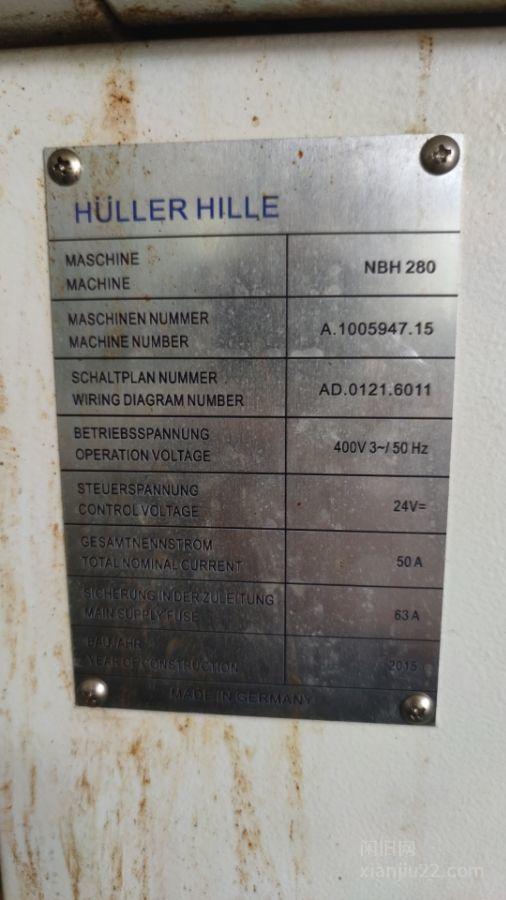 HÜLLER HILLE
MASCHINE
MACHINE
NBH 280
MASCHINEN NUMMER
MACHINE NUMBER
A.1005947.15
SCHALTPLAN NUMMER
WIRING DIAGRAM NUMBER
AD.0121.6011
BETRIEBSSPANNUNG
OPERATION VOLTAGE
400V 3~/ 50 Hz
STEUERSPANNUNG
CONTROL VOLTAGE
24V=
GESAMTNENNSTROM
TOTAL NOMINAL CURRENT
50 A
SICHERUNG IN DER ZULEITUNG
MAIN SUPPLY FUSE
63 A
BAUJAHR
YEAR OF CONSTRUCTION
2015
MADE IN GERMANY
闲旧网
xianjiu22.com